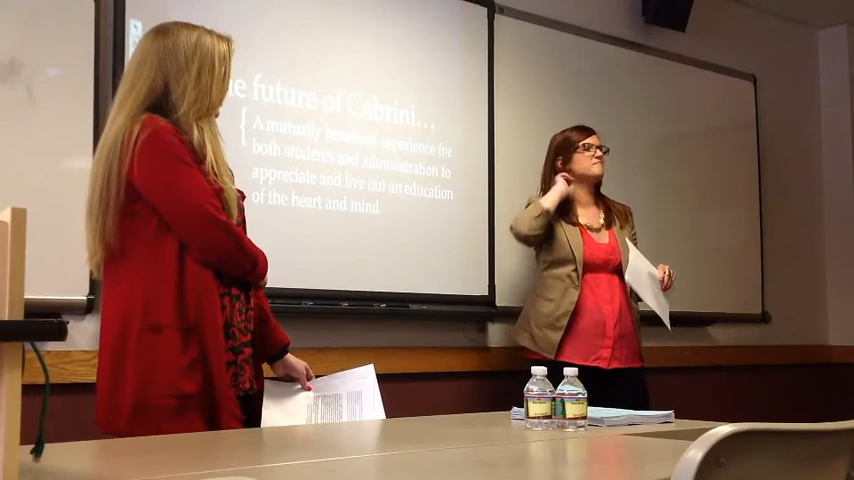 e future of Cabrini...
A mutually beneficial experience for
both students and administration to
appreciate and live out an education
of the heart and mind.